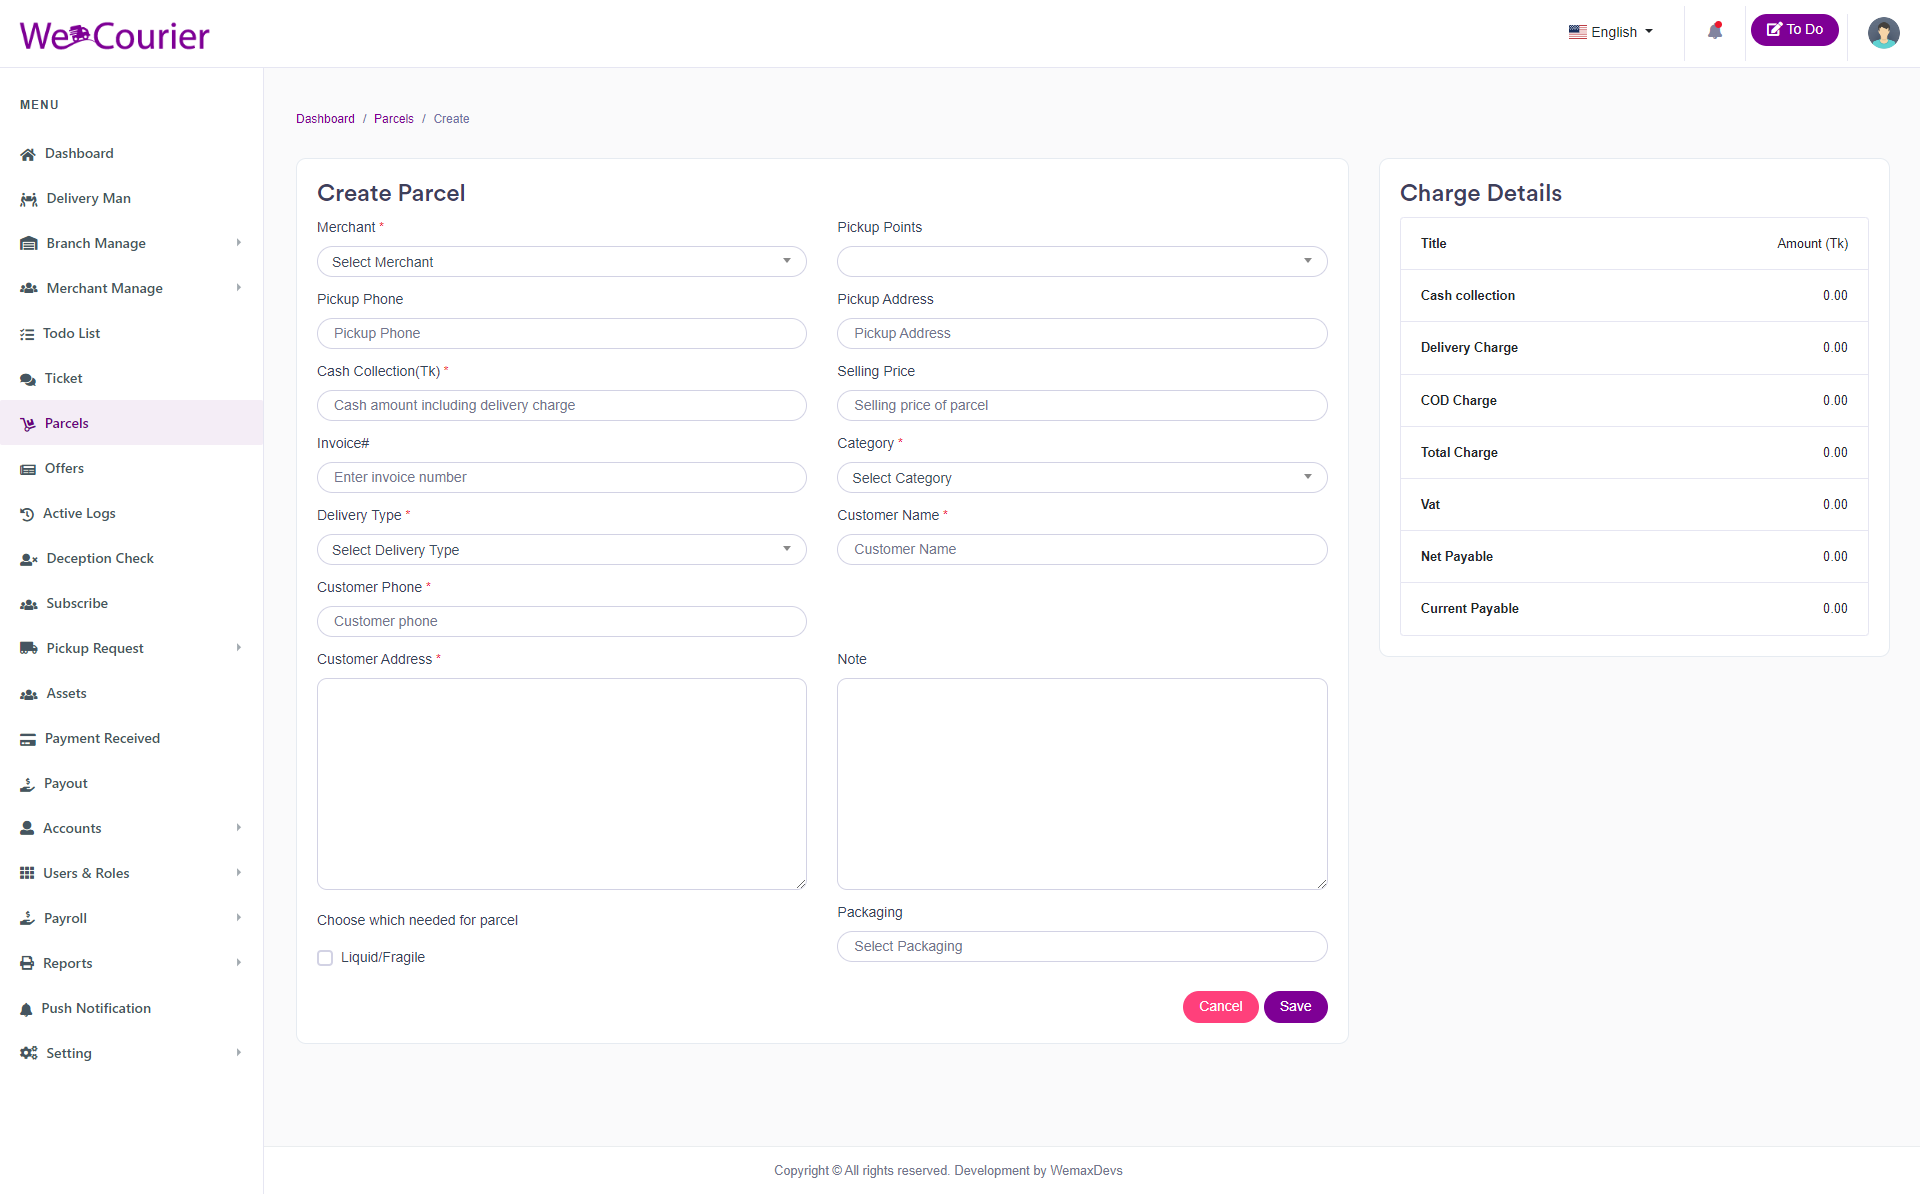 We Courier
English
To Do
MENU
Dashboard
Delivery Man
Branch Manage
Merchant Manage
Todo List
Ticket
Parcels
Offers
Active Logs
Deception Check
Subscribe
Pickup Request
Assets
Payment Received
Payout
Accounts
Users & Roles
Payroll
Reports
Push Notification
Setting
Dashboard / Parcels / Create
Create Parcel
Merchant *
Select Merchant
Pickup Points
Pickup Phone
Pickup Phone
Pickup Address
Pickup Address
Cash Collection(Tk) *
Cash amount including delivery charge
Selling Price
Selling price of parcel
Invoice#
Enter invoice number
Category *
Select Category
Delivery Type *
Select Delivery Type
Customer Name *
Customer Name
Customer Phone *
Customer phone
Customer Address *
Note
Choose which needed for parcel
Liquid/Fragile
Packaging
Select Packaging
Cancel Save
Charge Details
Title Amount (Tk)
Cash collection 0.00
Delivery Charge 0.00
COD Charge 0.00
Total Charge 0.00
Vat 0.00
Net Payable 0.00
Current Payable 0.00
Copyright © All rights reserved. Development by WemaxDevs